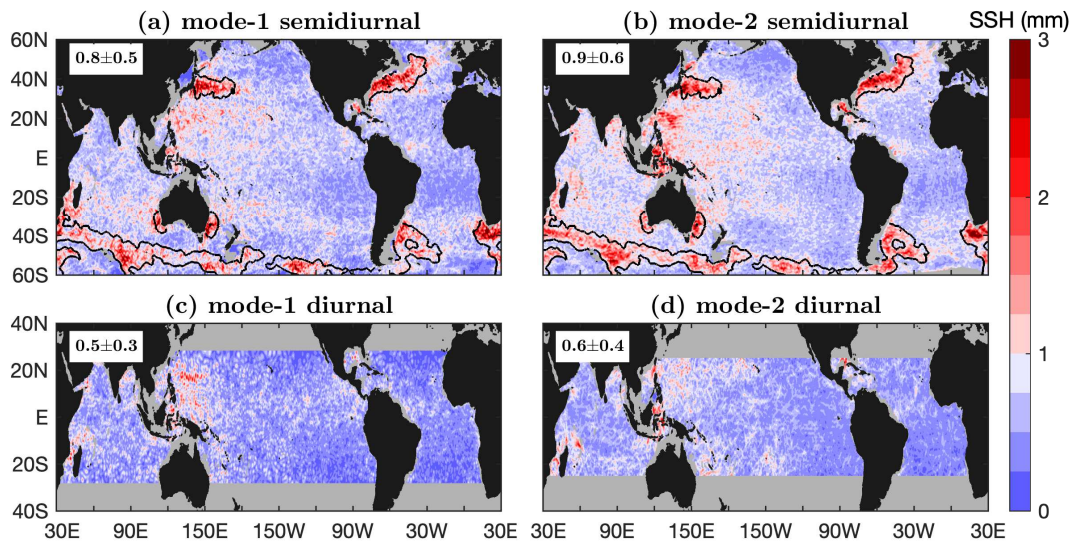 (a) mode-1 semidiurnal
(b) mode-2 semidiurnal
SSH (mm)
60N
40N
20N
E
20S
40S
60S
0.8±0.5
0.9±0.6
3
2
1
0
(c) mode-1 diurnal
(d) mode-2 diurnal
40N
20N
E
20S
40S
0.5±0.3
0.6±0.4
30E 90E 150E 150W 90W 30W 30E
30E 90E 150E 150W 90W 30W 30E